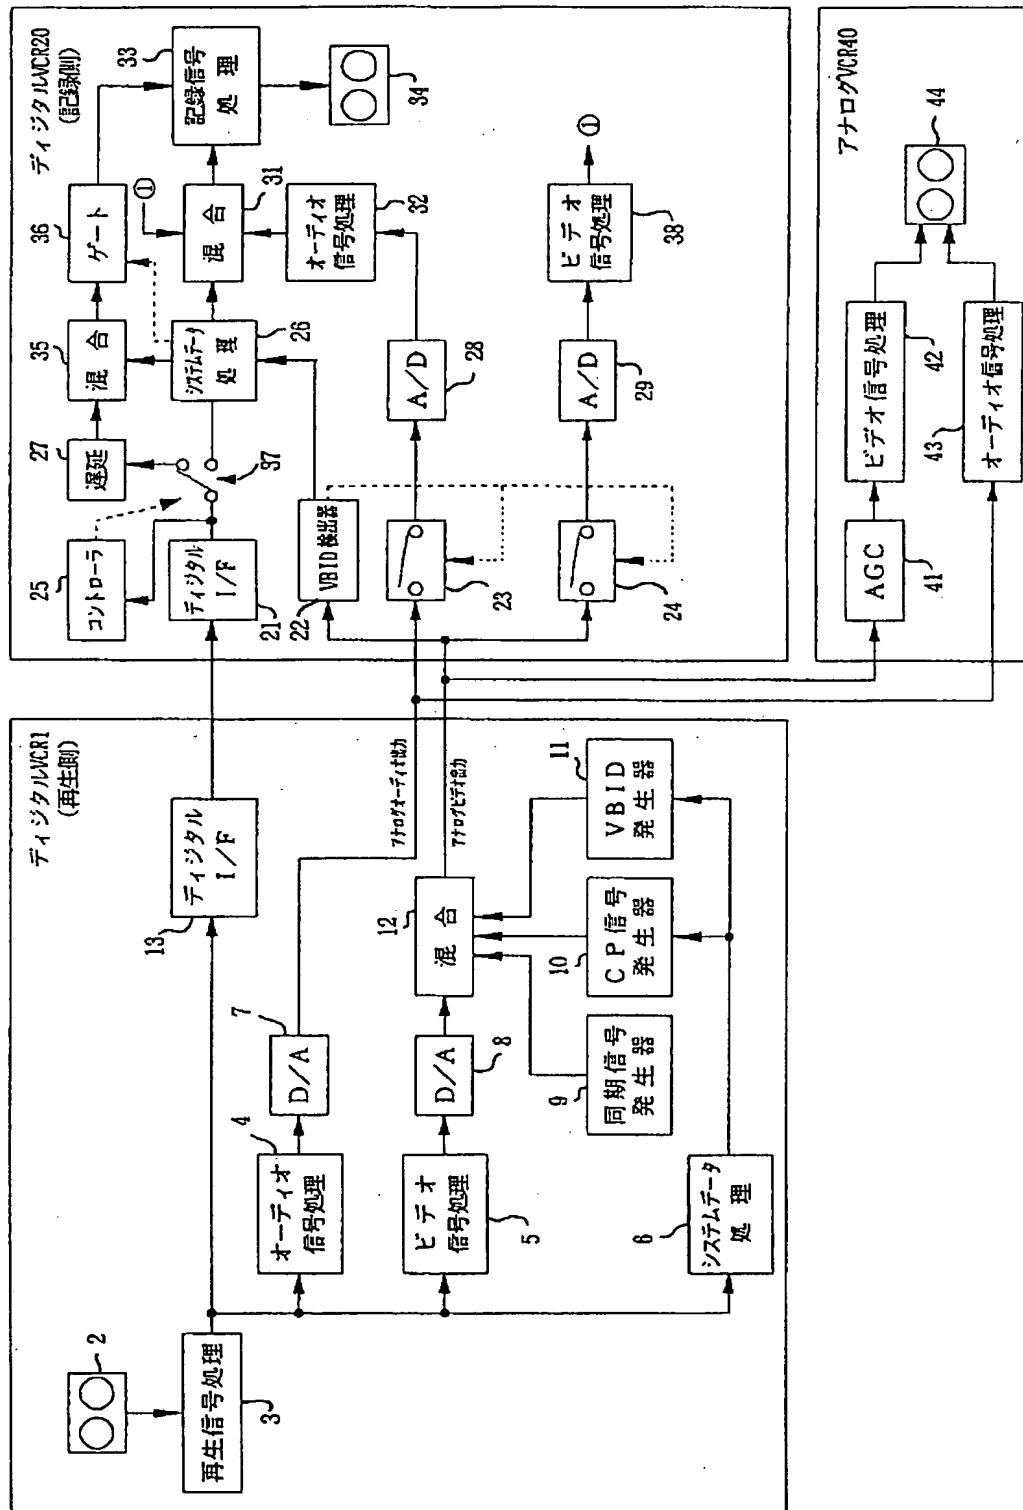 ディジタルVCR1
(再生側)
2
再生信号処理
3
ディジタル
I/F
13
オーディオ
信号処理
4
D/A
7
アナログオーディオ出力
ビデオ
信号処理
5
D/A
8
混合
12
アナログビデオ出力
同期信号
発生器
9
CP信号
発生器
10
VBID
発生器
11
システムデータ
処理
6
ディジタルVCR20
(記録側)
コントローラ
25
ディジタル
I/F
21
37
遅延
27
混合
35
ゲート
36
システムデータ
処理
26
①
混合
31
記録信号
処理
33
34
VBID検出器
22
オーディオ
信号処理
32
23
A/D
28
24
A/D
29
ビデオ
信号処理
38
①
アナログVCR40
AGC
41
ビデオ信号処理
42
オーディオ信号処理
43
44